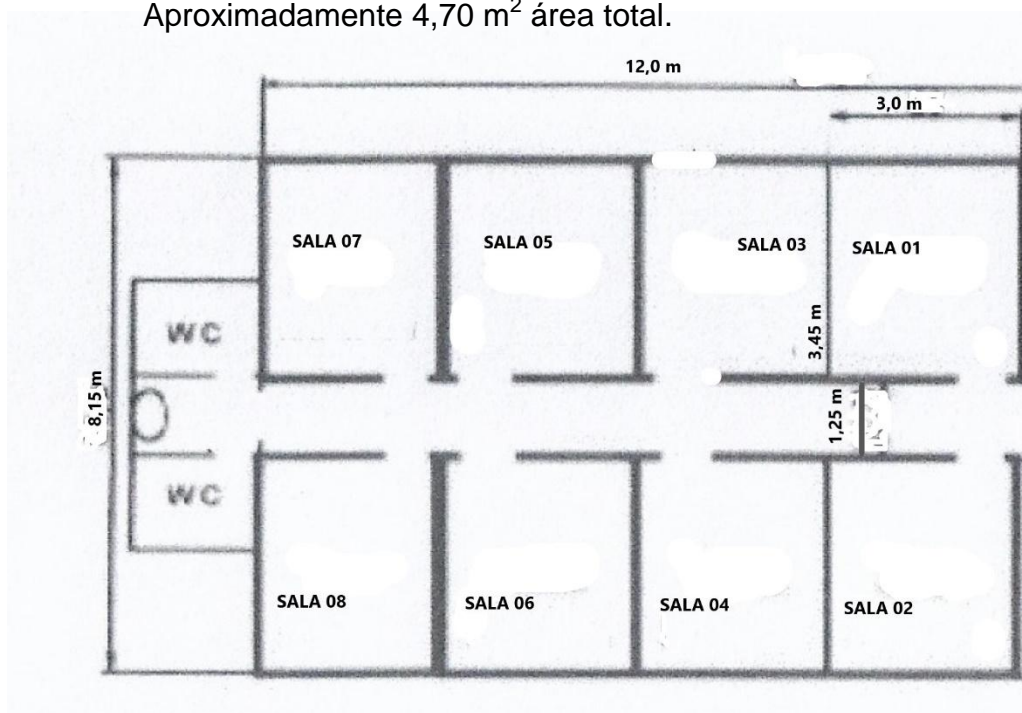 Aproximadamente 4,70 m² área total.
12,0 m
3,0 m
SALA 07
SALA 05
SALA 03
SALA 01
WC
3,45 m
8,15 m
1,25 m
WC
SALA 08
SALA 06
SALA 04
SALA 02